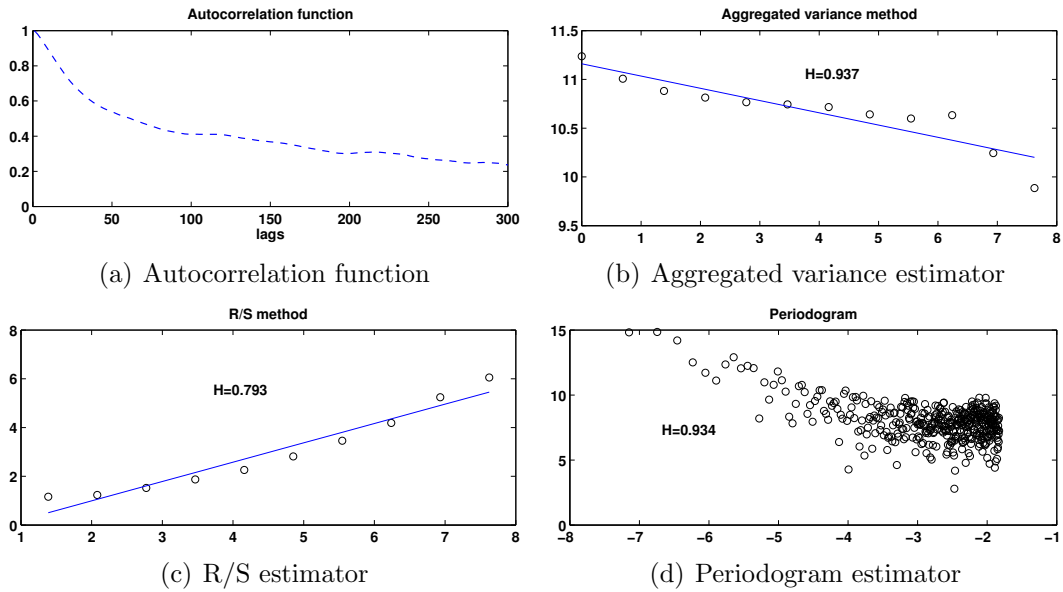 Autocorrelation function
1
0.8
0.6
0.4
0.2
0
0 50 100 150 200 250 300
lags
(a) Autocorrelation function
Aggregated variance method
11.5
11
10.5
10
9.5
H=0.937
0 1 2 3 4 5 6 7 8
(b) Aggregated variance estimator
R/S method
8
6
4
2
0
H=0.793
1 2 3 4 5 6 7 8
(c) R/S estimator
Periodogram
15
10
5
0
H=0.934
−8 −7 −6 −5 −4 −3 −2 −1
(d) Periodogram estimator